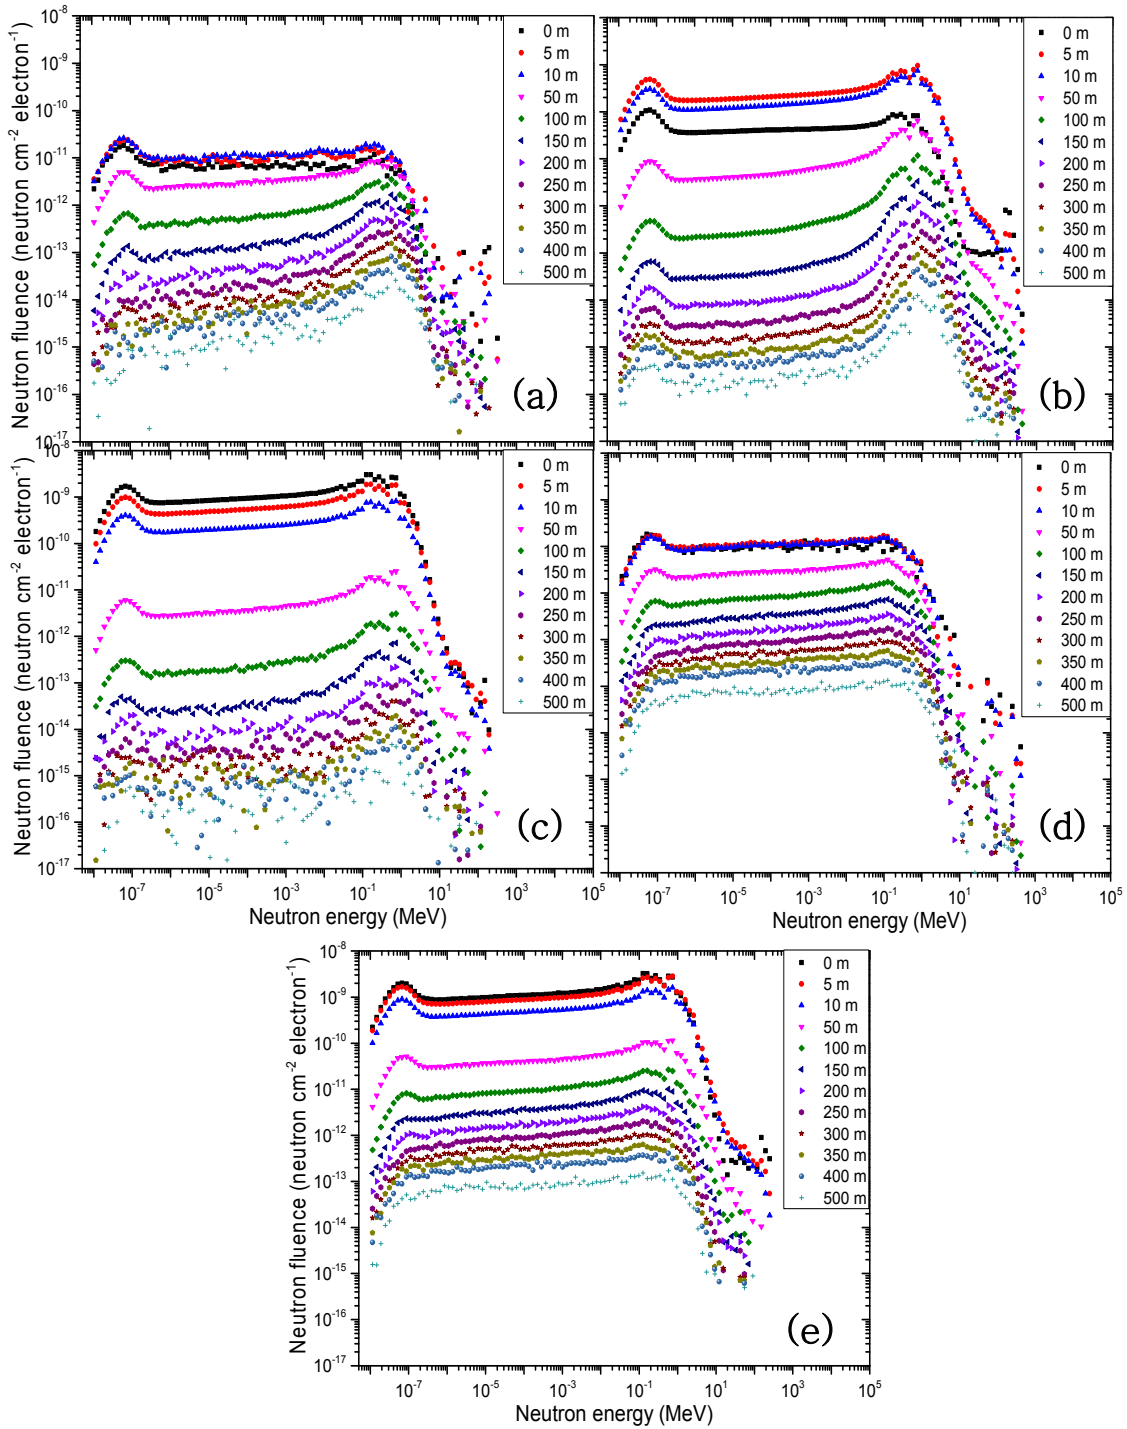 Neutron fluence (neutron cm⁻² electron⁻¹)
10⁻⁸
10⁻⁹
10⁻¹⁰
10⁻¹¹
10⁻¹²
10⁻¹³
10⁻¹⁴
10⁻¹⁵
10⁻¹⁶
10⁻¹⁷
0 m
5 m
10 m
50 m
100 m
150 m
200 m
250 m
300 m
350 m
400 m
500 m
(a)
0 m
5 m
10 m
50 m
100 m
150 m
200 m
250 m
300 m
350 m
400 m
500 m
(b)
Neutron fluence (neutron cm⁻² electron⁻¹)
10⁻⁸
10⁻⁹
10⁻¹⁰
10⁻¹¹
10⁻¹²
10⁻¹³
10⁻¹⁴
10⁻¹⁵
10⁻¹⁶
10⁻¹⁷
0 m
5 m
10 m
50 m
100 m
150 m
200 m
250 m
300 m
350 m
400 m
500 m
(c)
10⁻⁷ 10⁻⁵ 10⁻³ 10⁻¹ 10¹ 10³ 10⁵
Neutron energy (MeV)
0 m
5 m
10 m
50 m
100 m
150 m
200 m
250 m
300 m
350 m
400 m
500 m
(d)
10⁻⁷ 10⁻⁵ 10⁻³ 10⁻¹ 10¹ 10³ 10⁵
Neutron energy (MeV)
Neutron fluence (neutron cm⁻² electron⁻¹)
10⁻⁸
10⁻⁹
10⁻¹⁰
10⁻¹¹
10⁻¹²
10⁻¹³
10⁻¹⁴
10⁻¹⁵
10⁻¹⁶
10⁻¹⁷
0 m
5 m
10 m
50 m
100 m
150 m
200 m
250 m
300 m
350 m
400 m
500 m
(e)
10⁻⁷ 10⁻⁵ 10⁻³ 10⁻¹ 10¹ 10³ 10⁵
Neutron energy (MeV)